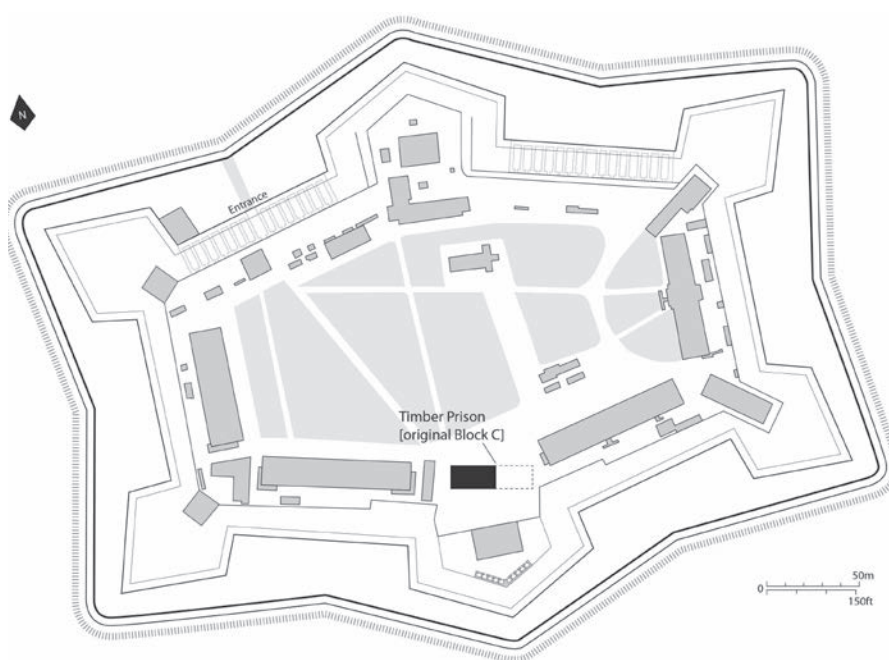 N
Entrance
Timber Prison
[original Block C]
50m
0
150ft